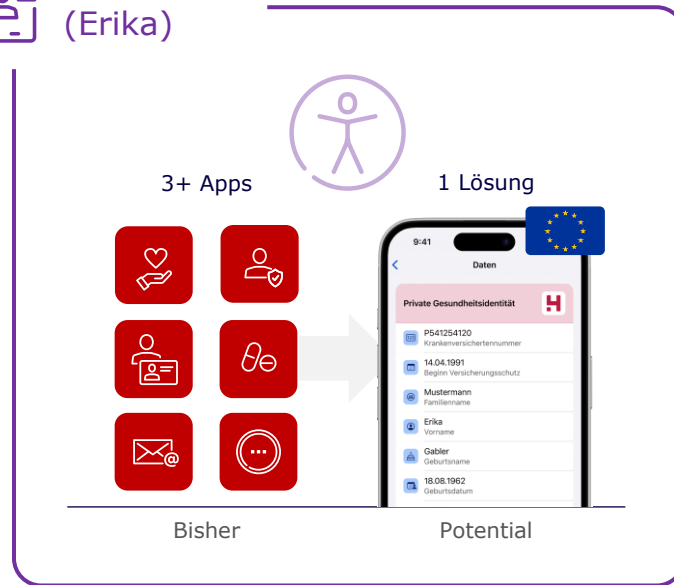 (Erika)
3+ Apps
1 Lösung
@
9:41
Daten
Private Gesundheitsidentität
H
P541254120
Krankenversichertennummer
14.04.1991
Beginn Versicherungsschutz
Mustermann
Familienname
Erika
Vorname
Gabler
Geburtsname
18.08.1962
Geburtsdatum
Bisher
Potential